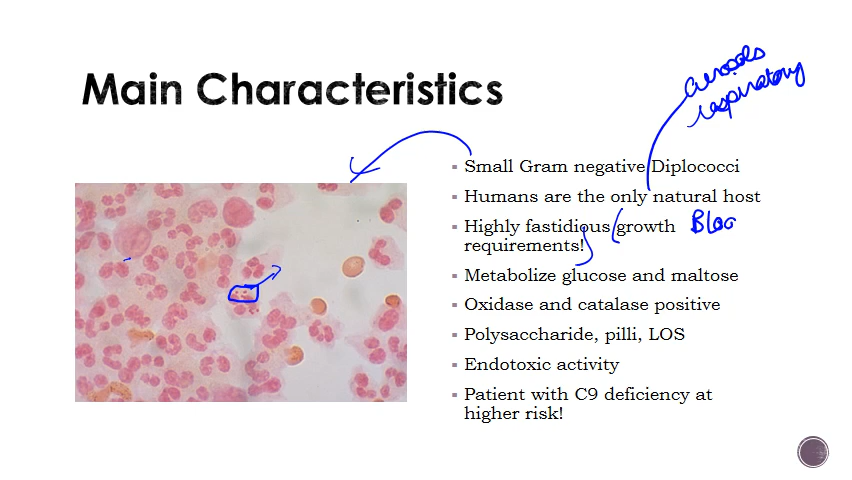 Main Characteristics
aerosols
respiratory
Small Gram negative Diplococci
Humans are the only natural host
Highly fastidious growth
requirements!
Metabolize glucose and maltose
Oxidase and catalase positive
Polysaccharide, pilli, LOS
Endotoxic activity
Patient with C9 deficiency at
higher risk!